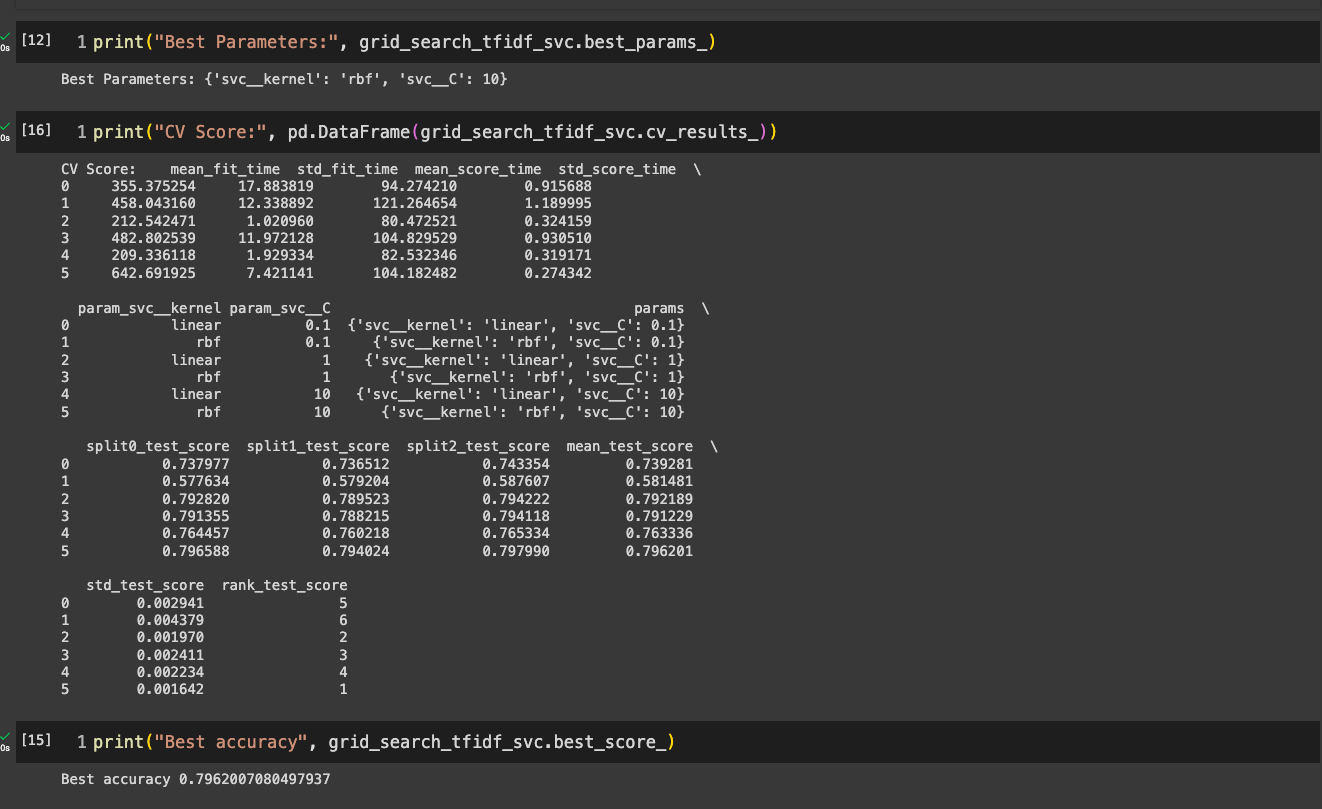 [12] 1 print("Best Parameters:", grid_search_tfidf_svc.best_params_)
0s
Best Parameters: {'svc__kernel': 'rbf', 'svc__C': 10}
[16] 1 print("CV Score:", pd.DataFrame(grid_search_tfidf_svc.cv_results_))
0s
CV Score:    mean_fit_time  std_fit_time  mean_score_time  std_score_time  \
0     355.375254     17.883819        94.274210        0.915688
1     458.043160     12.338892       121.264654        1.189995
2     212.542471      1.020960        80.472521        0.324159
3     482.802539     11.972128       104.829529        0.930510
4     209.336118      1.929334        82.532346        0.319171
5     642.691925      7.421141       104.182482        0.274342
param_svc__kernel param_svc__C                              params  \
0            linear          0.1  {'svc__kernel': 'linear', 'svc__C': 0.1}
1               rbf          0.1     {'svc__kernel': 'rbf', 'svc__C': 0.1}
2            linear            1    {'svc__kernel': 'linear', 'svc__C': 1}
3               rbf            1       {'svc__kernel': 'rbf', 'svc__C': 1}
4            linear           10   {'svc__kernel': 'linear', 'svc__C': 10}
5               rbf           10      {'svc__kernel': 'rbf', 'svc__C': 10}
split0_test_score  split1_test_score  split2_test_score  mean_test_score  \
0           0.737977           0.736512           0.743354         0.739281
1           0.577634           0.579204           0.587607         0.581481
2           0.792820           0.789523           0.794222         0.792189
3           0.791355           0.788215           0.794118         0.791229
4           0.764457           0.760218           0.765334         0.763336
5           0.796588           0.794024           0.797990         0.796201
std_test_score  rank_test_score
0        0.002941                5
1        0.004379                6
2        0.001970                2
3        0.002411                3
4        0.002234                4
5        0.001642                1
[15] 1 print("Best accuracy", grid_search_tfidf_svc.best_score_)
0s
Best accuracy 0.7962007080497937